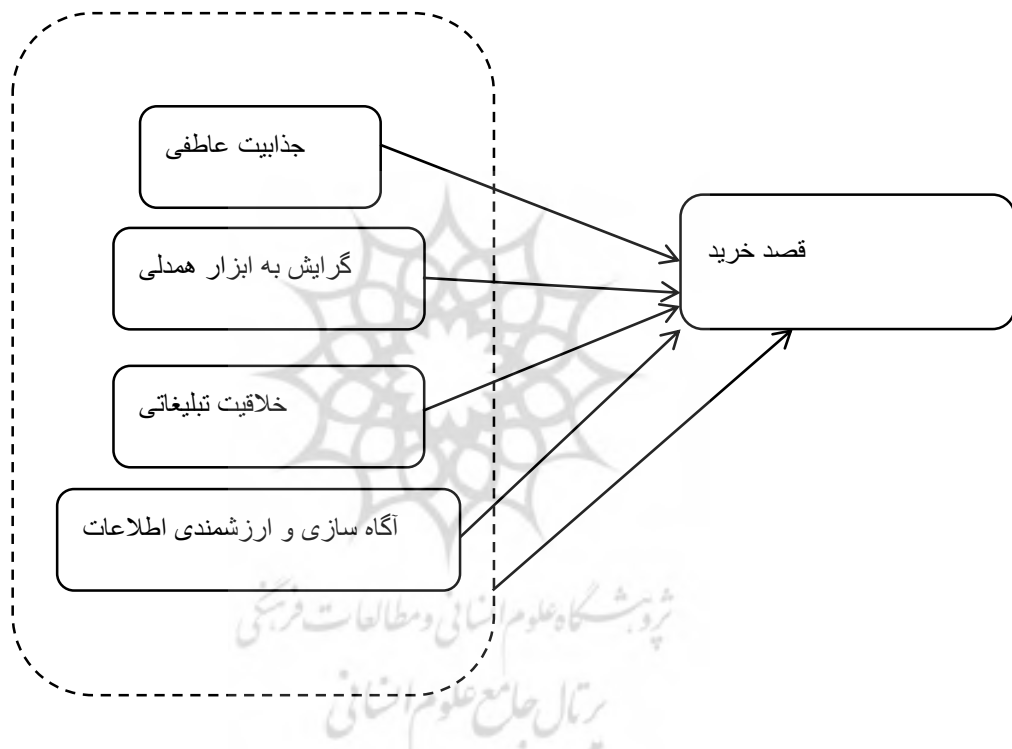 جذابیت عاطفی
گرایش به ابزار همدلی
قصد خرید
خلاقیت تبلیغاتی
آگاه سازی و ارزشمندی اطلاعات
پژوهشگاه علوم انسانی و مطالعات فرهنگی
پرتال جامع علوم انسانی